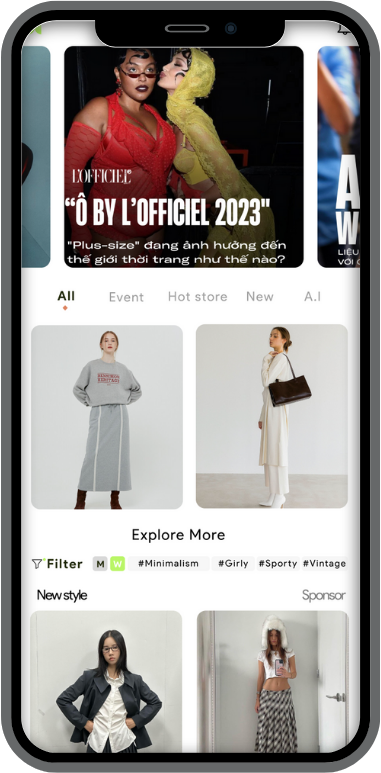 L'OFFICIEL
"Ô BY L'OFFICIEL 2023"
"Plus-size" đang ảnh hưởng đến
thế giới thời trang như thế nào?
A
W
LIỆU
VỚI
All Event Hot store New A.I
Explore More
Filter M W #Minimalism #Girly #Sporty #Vintage
New style Sponsor